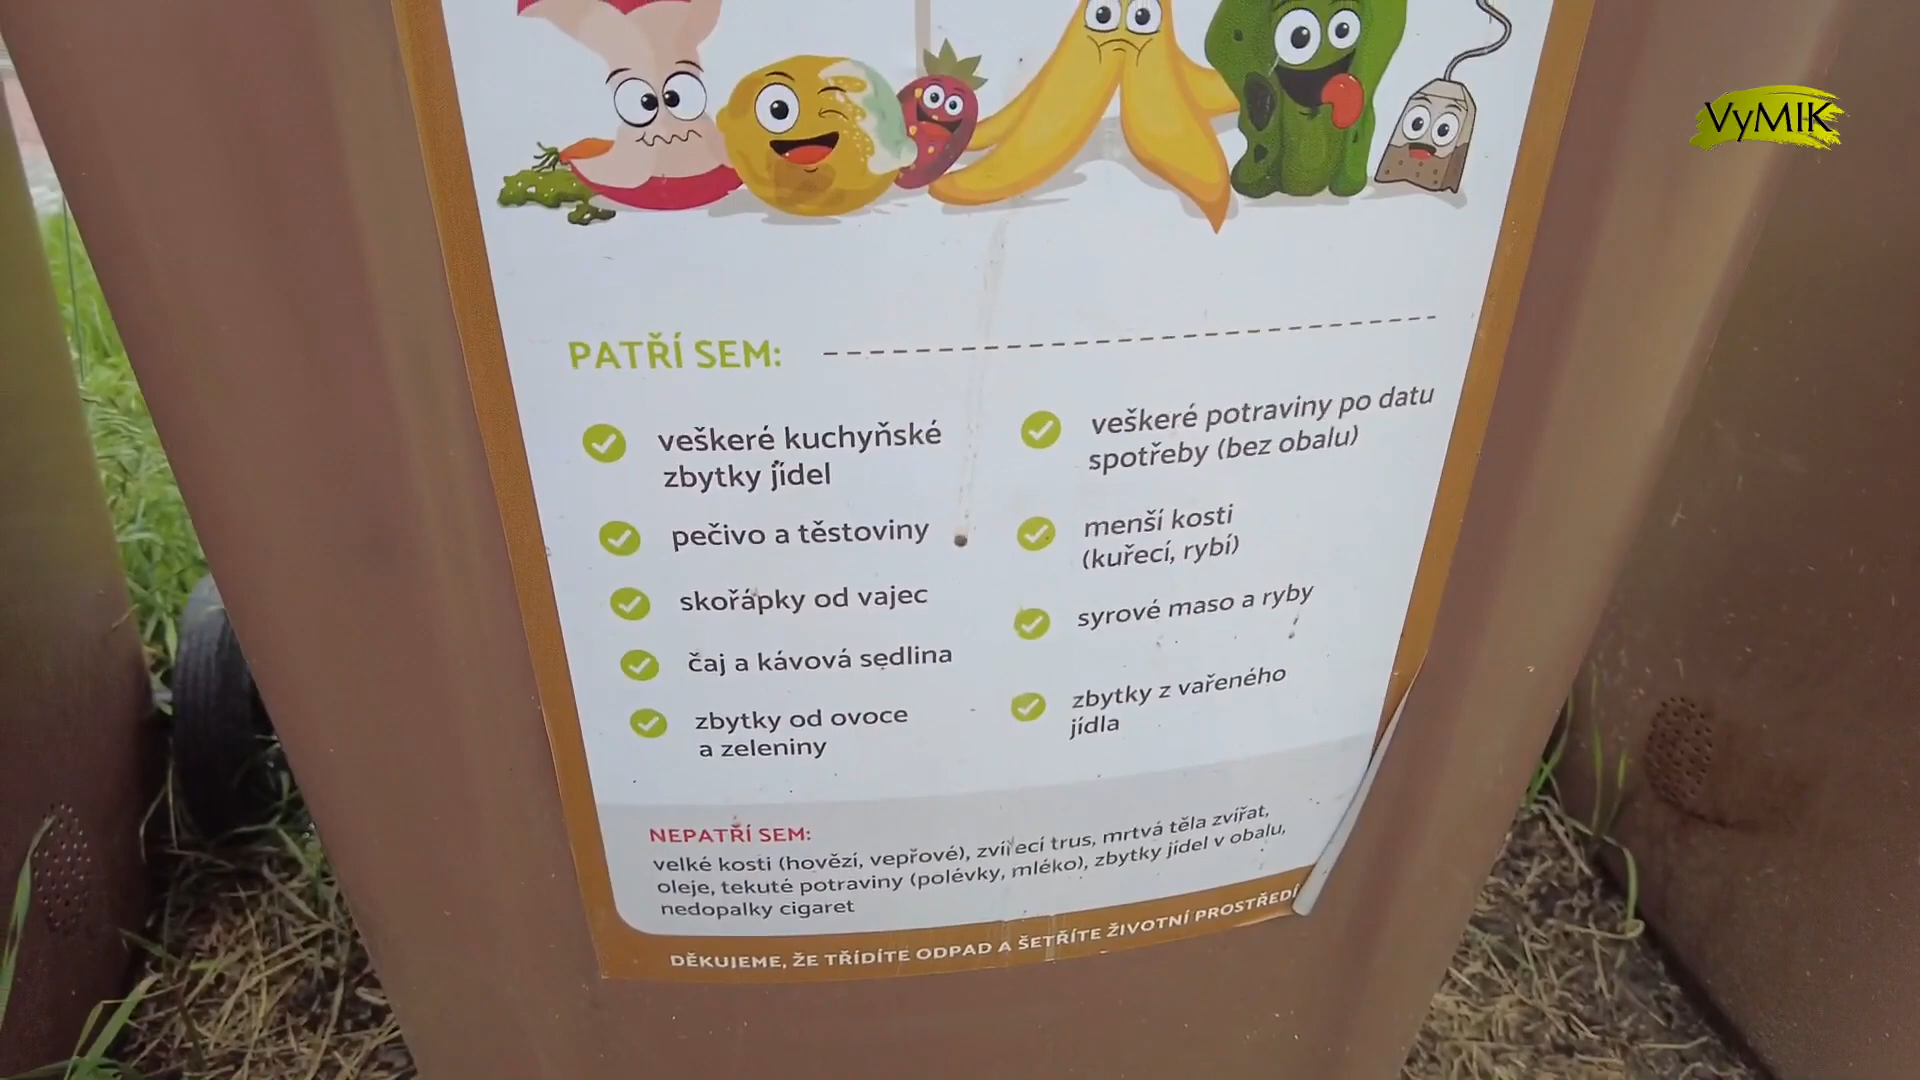 VyMIK
PATŘÍ SEM:
veškeré kuchyňské
zbytky jídel
pečivo a těstoviny
skořápky od vajec
čaj a kávová sedlina
zbytky od ovoce
a zeleniny
veškeré potraviny po datu
spotřeby (bez obalu)
menší kosti
(kuřecí, rybí)
syrové maso a ryby
zbytky z vařeného
jídla
NEPATŘÍ SEM:
velké kosti (hovězí, vepřové), zvířecí trus, mrtvá těla zvířat,
oleje, tekuté potraviny (polévky, mléko), zbytky jídel v obalu,
nedopalky cigaret
DĚKUJEME, ŽE TŘÍDÍTE ODPAD A ŠETŘÍTE ŽIVOTNÍ PROSTŘEDÍ